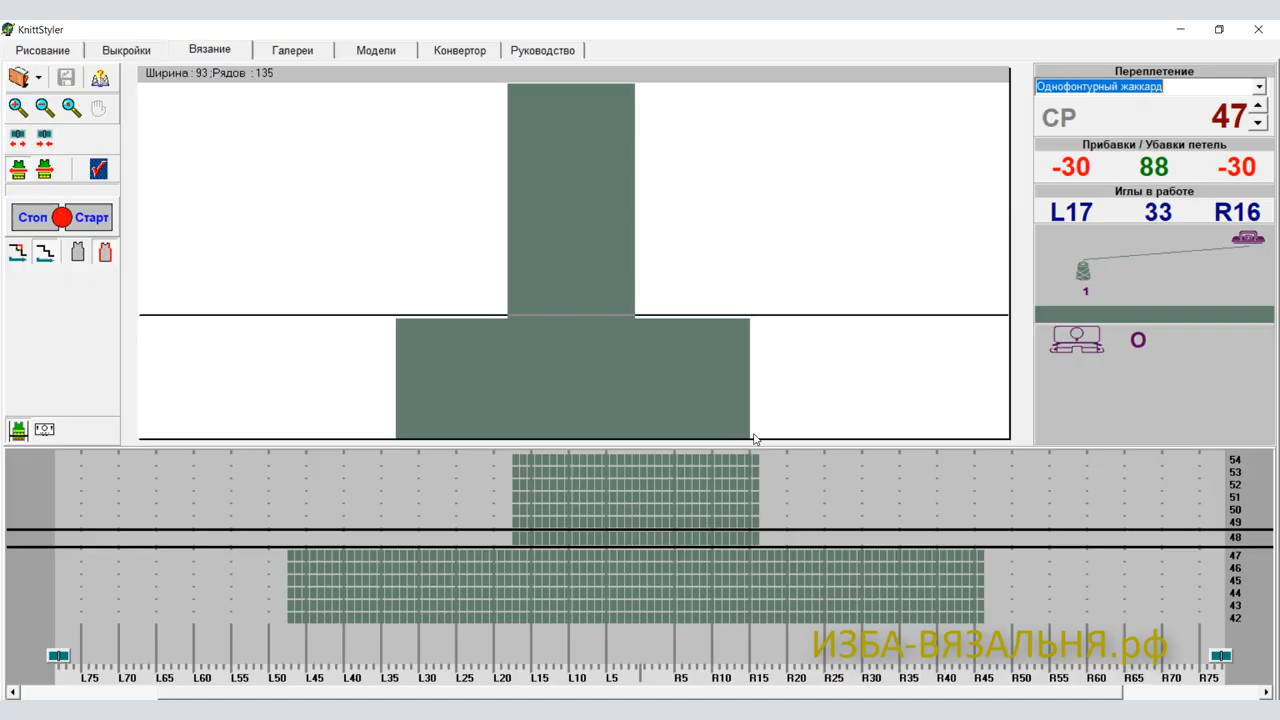 KnittStyler
Рисование Выкройки Вязание Галереи Модели Конвертор Руководство
Ширина : 93 ;Рядов : 135
Переплетение
Однофонтурный жаккард
СР 47
Прибавки / Убавки петель
-30 88 -30
Иглы в работе
L17 33 R16
Стоп Старт
1
O
54
53
52
51
50
49
48
47
46
45
44
43
42
ИЗБА-ВЯЗАЛЬНЯ.рф
L75 L70 L65 L60 L55 L50 L45 L40 L35 L30 L25 L20 L15 L10 L5 R5 R10 R15 R20 R25 R30 R35 R40 R45 R50 R55 R60 R65 R70 R75